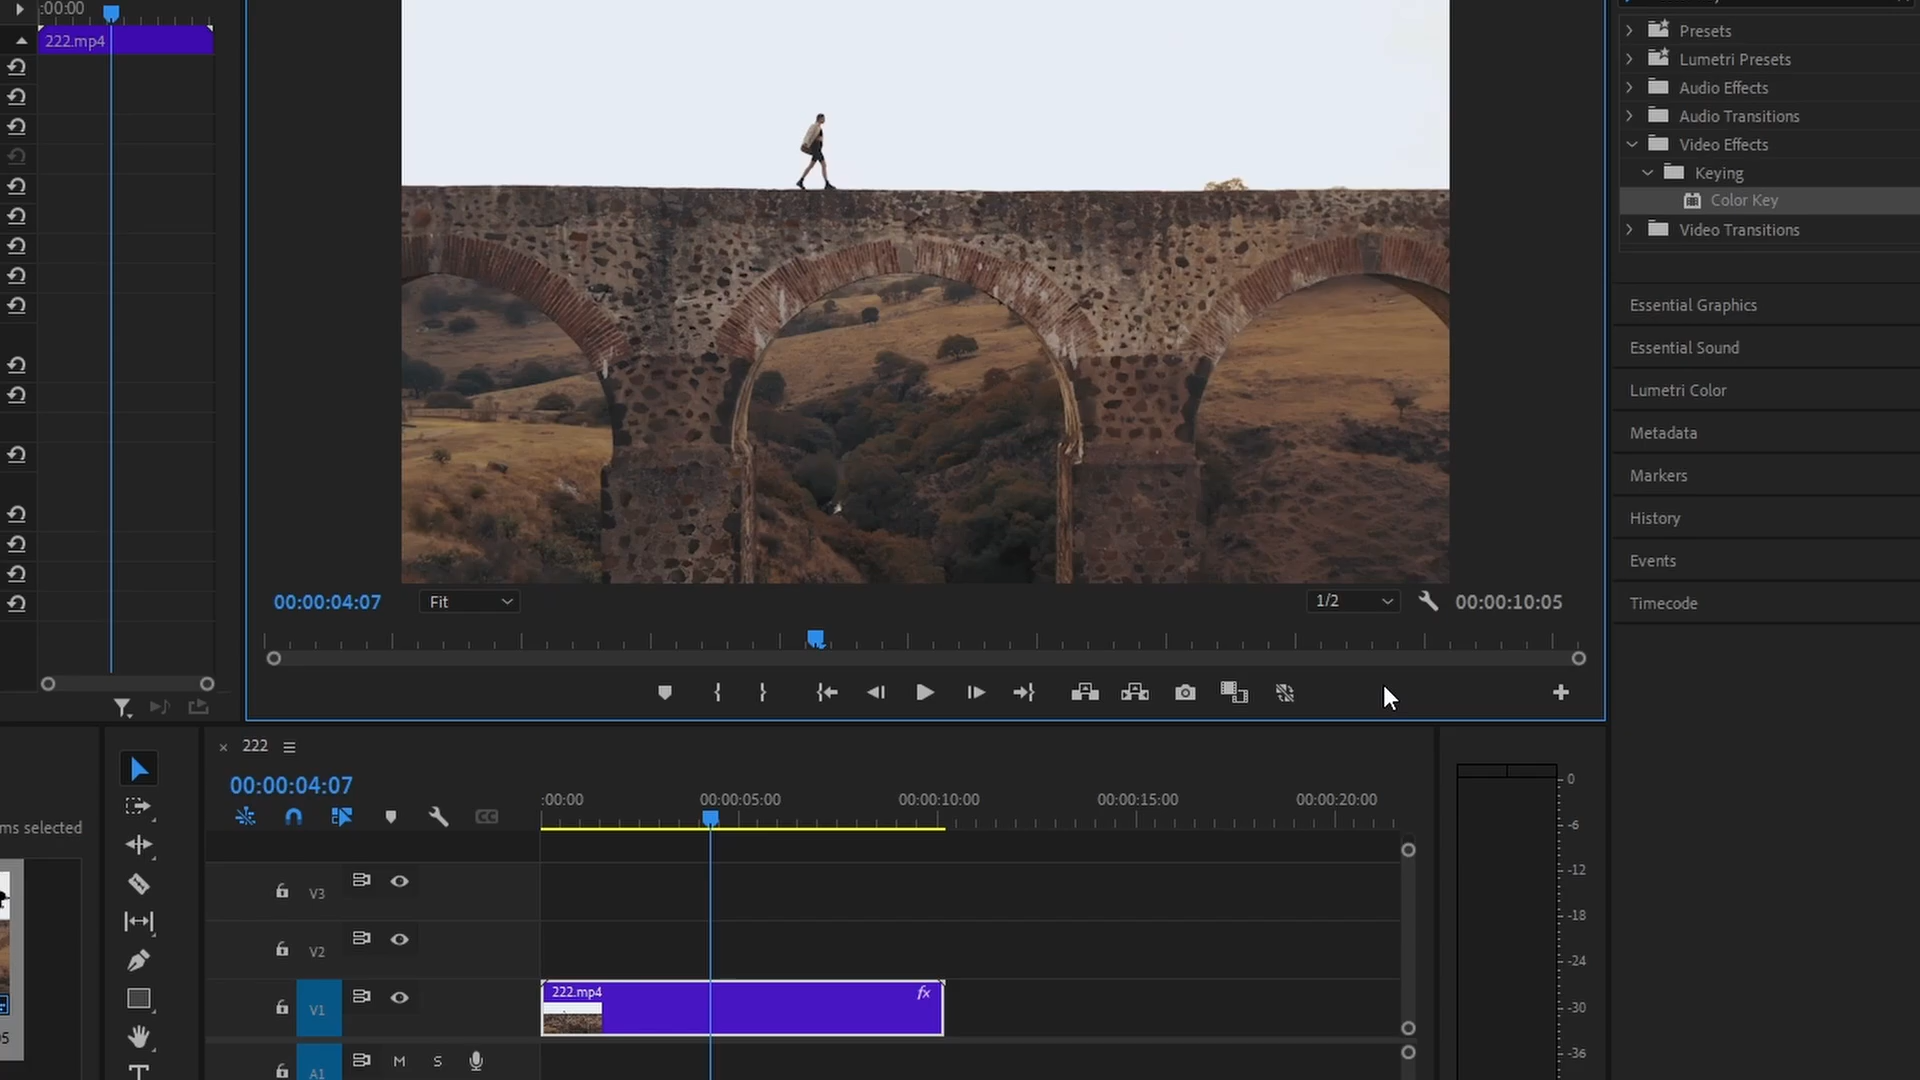 :00:00
222.mp4
Presets
Lumetri Presets
Audio Effects
Audio Transitions
Video Effects
Keying
Color Key
Video Transitions
Essential Graphics
Essential Sound
Lumetri Color
Metadata
Markers
History
Events
Timecode
00:00:04:07
Fit
1/2
00:00:10:05
ms selected
5
× 222
00:00:04:07
:00:00
00:00:05:00
00:00:10:00
00:00:15:00
00:00:20:00
CC
V3
V2
V1
222.mp4
fx
A1
M
S
0
-6
-12
-18
-24
-30
-36